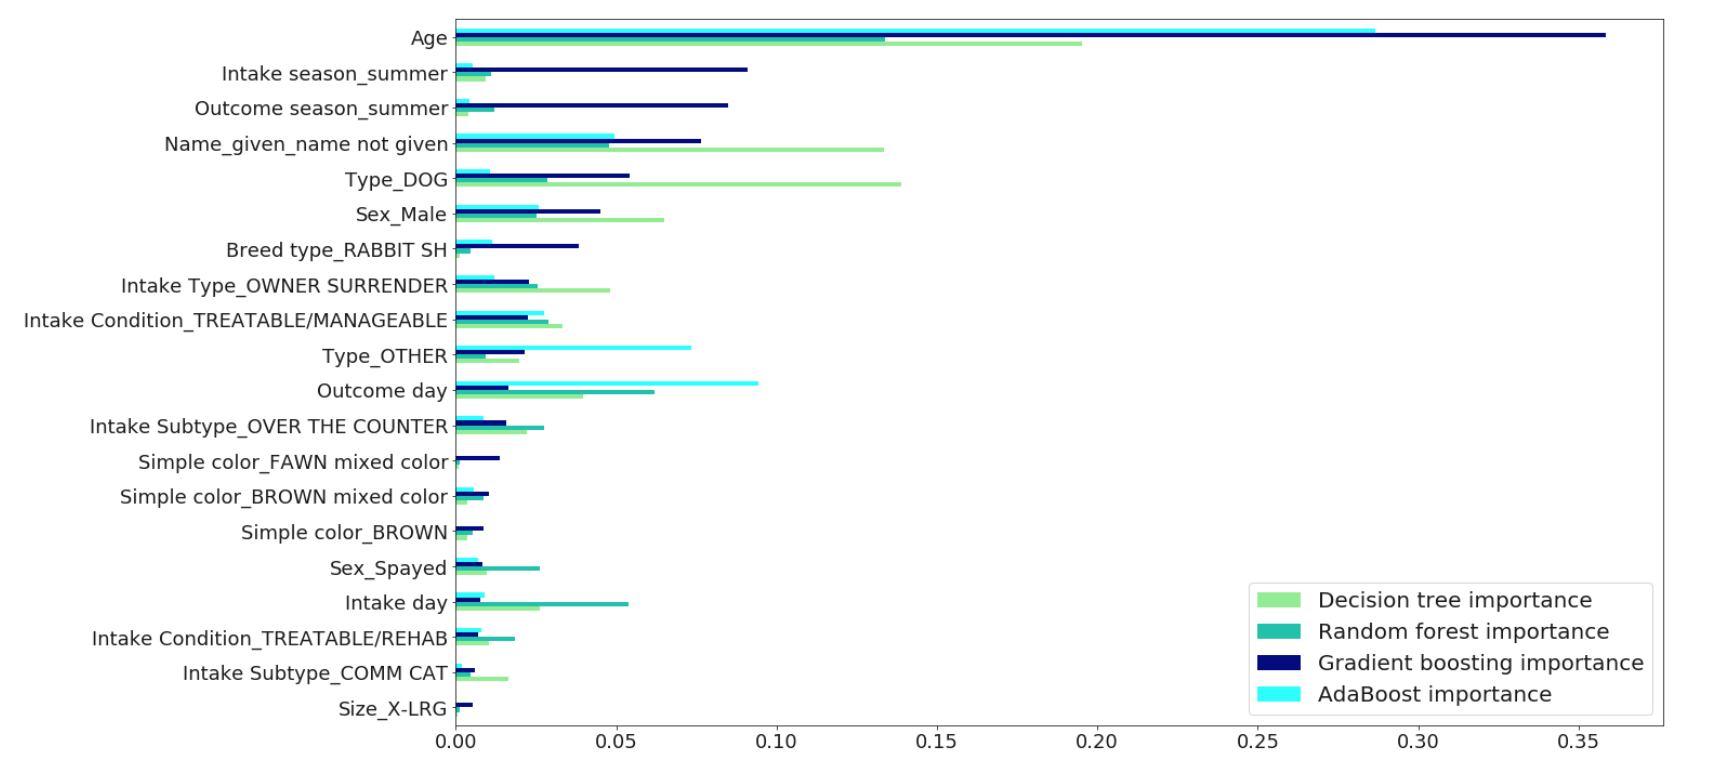 Age
Intake season_summer
Outcome season_summer
Name_given_name not given
Type_DOG
Sex_Male
Breed type_RABBIT SH
Intake Type_OWNER SURRENDER
Intake Condition_TREATABLE/MANAGEABLE
Type_OTHER
Outcome day
Intake Subtype_OVER THE COUNTER
Simple color_FAWN mixed color
Simple color_BROWN mixed color
Simple color_BROWN
Sex_Spayed
Intake day
Intake Condition_TREATABLE/REHAB
Intake Subtype_COMM CAT
Size_X-LRG
Decision tree importance
Random forest importance
Gradient boosting importance
AdaBoost importance
0.00 0.05 0.10 0.15 0.20 0.25 0.30 0.35